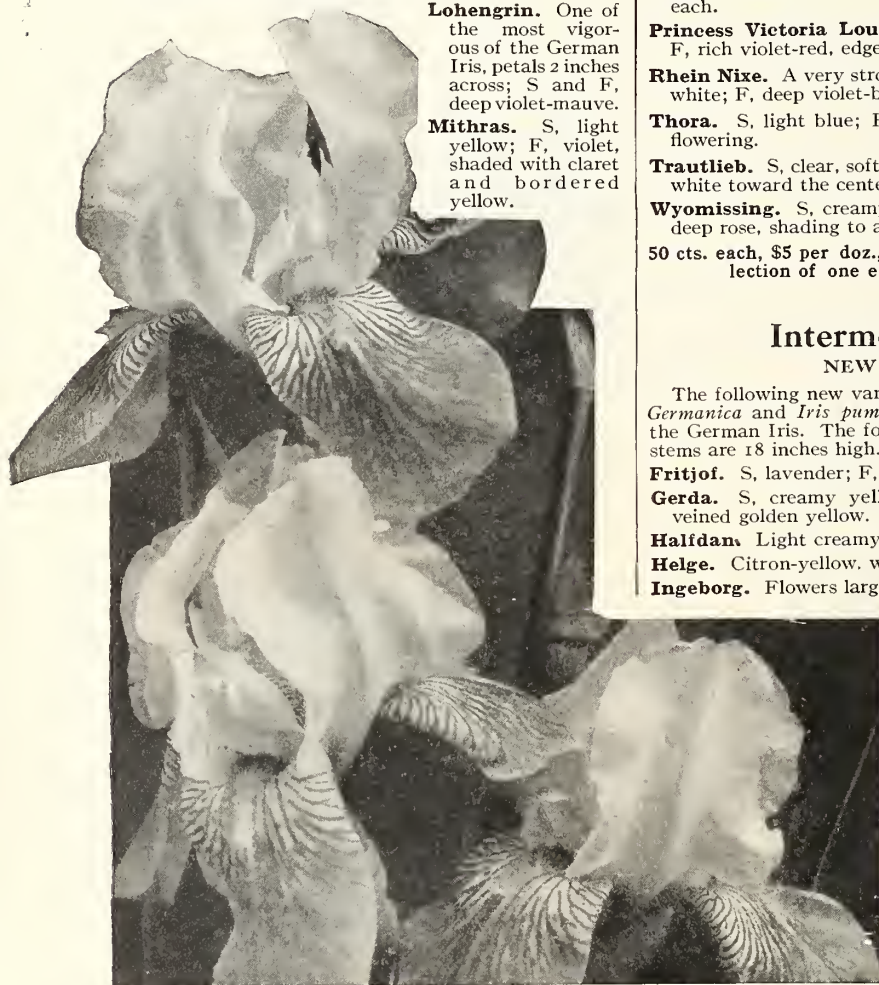 Lohengrin. One of
the most vigor-
ous of the German
Iris, petals 2 inches
across; S and F,
deep violet-mauve.
Mithras. S, light
yellow; F, violet,
shaded with claret
and bordered
yellow.
each.
Princess Victoria Lou
F, rich violet-red, edge
Rhein Nixe. A very stro
white; F, deep violet-b
Thora. S, light blue; F
flowering.
Trautlieb. S, clear, soft
white toward the cente
Wyomissing. S, cream
deep rose, shading to a
50 cts. each, $5 per doz.,
lection of one e
Interm
NEW
The following new var
Germanica and Iris pum
the German Iris. The fo
stems are 18 inches high.
Fritjof. S, lavender; F,
Gerda. S, creamy yel
veined golden yellow.
Halfdan. Light creamy
Helge. Citron-yellow, w
Ingeborg. Flowers larg